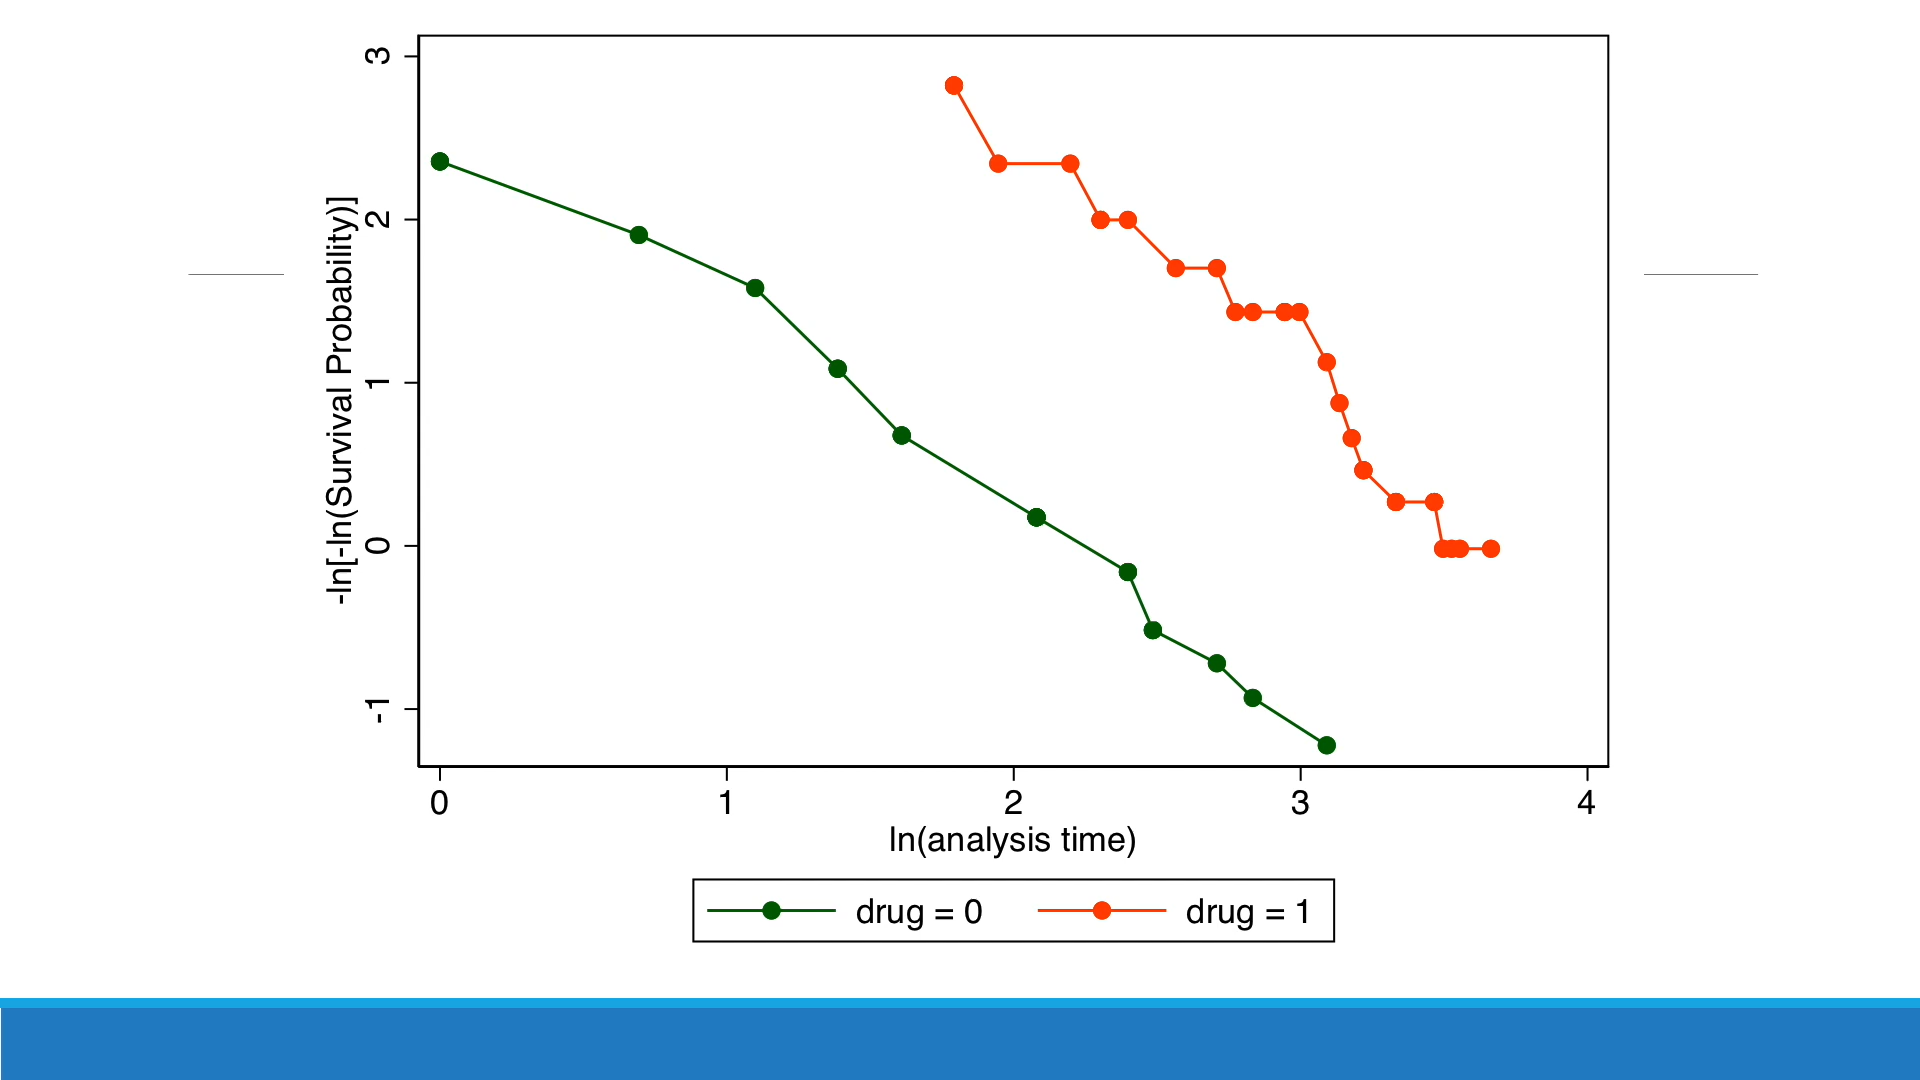 3
2
1
0
-1
-ln[-ln(Survival Probability)]
0 1 2 3 4
ln(analysis time)
drug = 0 drug = 1